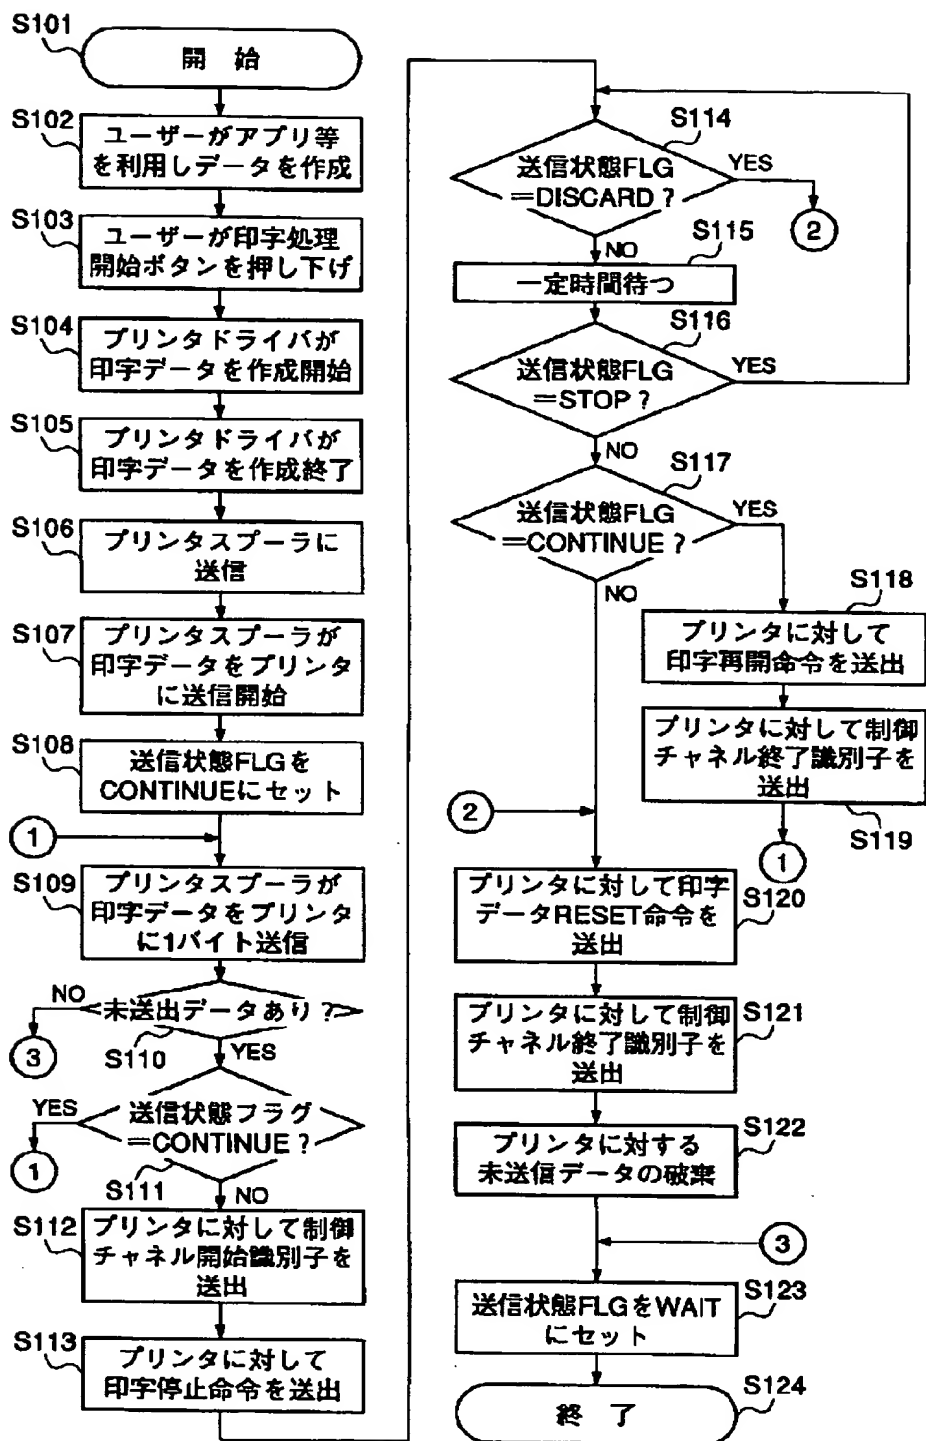 S101
開 始
S102
ユーザーがアプリ等
を利用しデータを作成
S103
ユーザーが印字処理
開始ボタンを押し下げ
S104
プリンタドライバが
印字データを作成開始
S105
プリンタドライバが
印字データを作成終了
S106
プリンタスプーラに
送信
S107
プリンタスプーラが
印字データをプリンタ
に送信開始
S108
送信状態FLGを
CONTINUEにセット
1
S109
プリンタスプーラが
印字データをプリンタ
に1バイト送信
NO
未送出データあり?
3
S110
YES
YES
送信状態フラグ
=CONTINUE?
1
S111
NO
S112
プリンタに対して制御
チャネル開始識別子を
送出
S113
プリンタに対して
印字停止命令を送出
S114
送信状態FLG
=DISCARD?
YES
2
NO
S115
一定時間待つ
S116
送信状態FLG
=STOP?
YES
NO
S117
送信状態FLG
=CONTINUE?
YES
NO
S118
プリンタに対して
印字再開命令を送出
プリンタに対して制御
チャネル終了識別子を
送出
S119
1
2
プリンタに対して印字
データRESET命令を
送出
S120
プリンタに対して制御
チャネル終了識別子を
送出
S121
プリンタに対する
未送信データの破棄
S122
3
送信状態FLGをWAIT
にセット
S123
終 了
S124